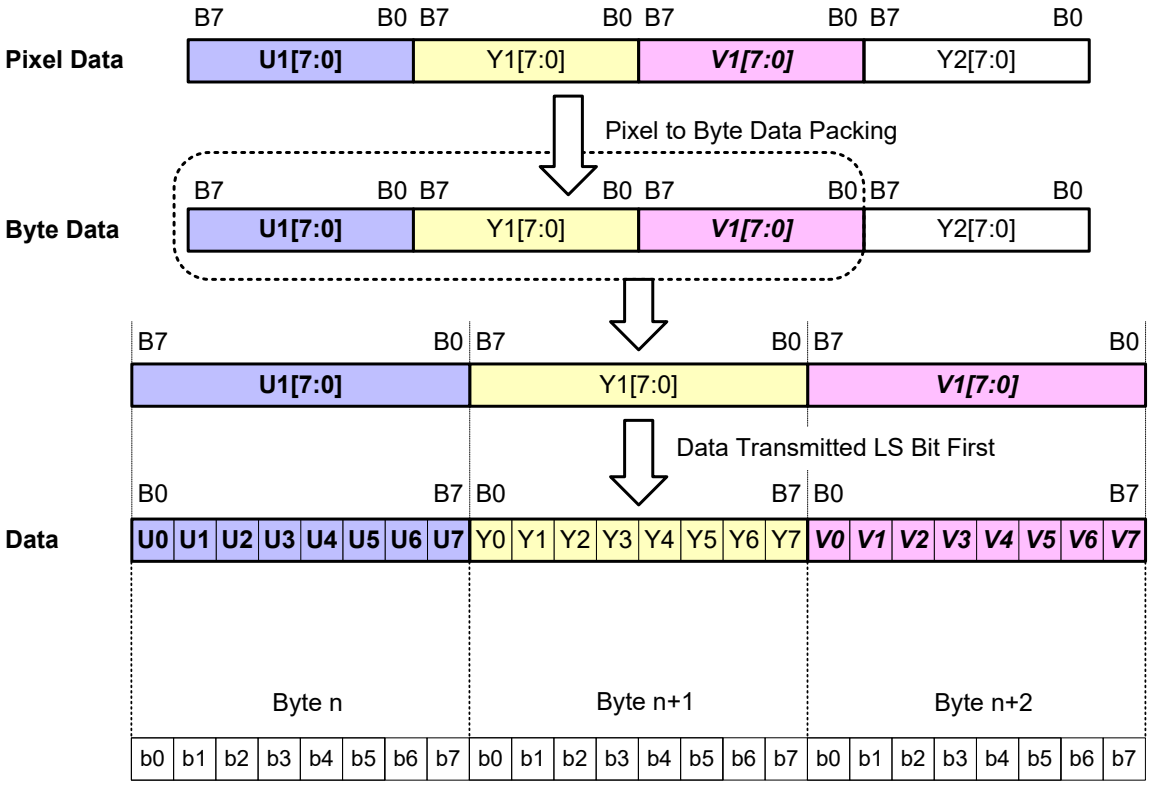 B7 B0 B7 B0 B7 B0 B7 B0
Pixel Data U1[7:0] Y1[7:0] V1[7:0] Y2[7:0]
Pixel to Byte Data Packing
B7 B0 B7 B0 B7 B0 B7 B0
Byte Data U1[7:0] Y1[7:0] V1[7:0] Y2[7:0]
B7 B0 B7 B0 B7 B0
U1[7:0] Y1[7:0] V1[7:0]
Data Transmitted LS Bit First
B0 B7 B0 B7 B0 B7
Data U0 U1 U2 U3 U4 U5 U6 U7 Y0 Y1 Y2 Y3 Y4 Y5 Y6 Y7 V0 V1 V2 V3 V4 V5 V6 V7
Byte n Byte n+1 Byte n+2
b0 b1 b2 b3 b4 b5 b6 b7 b0 b1 b2 b3 b4 b5 b6 b7 b0 b1 b2 b3 b4 b5 b6 b7